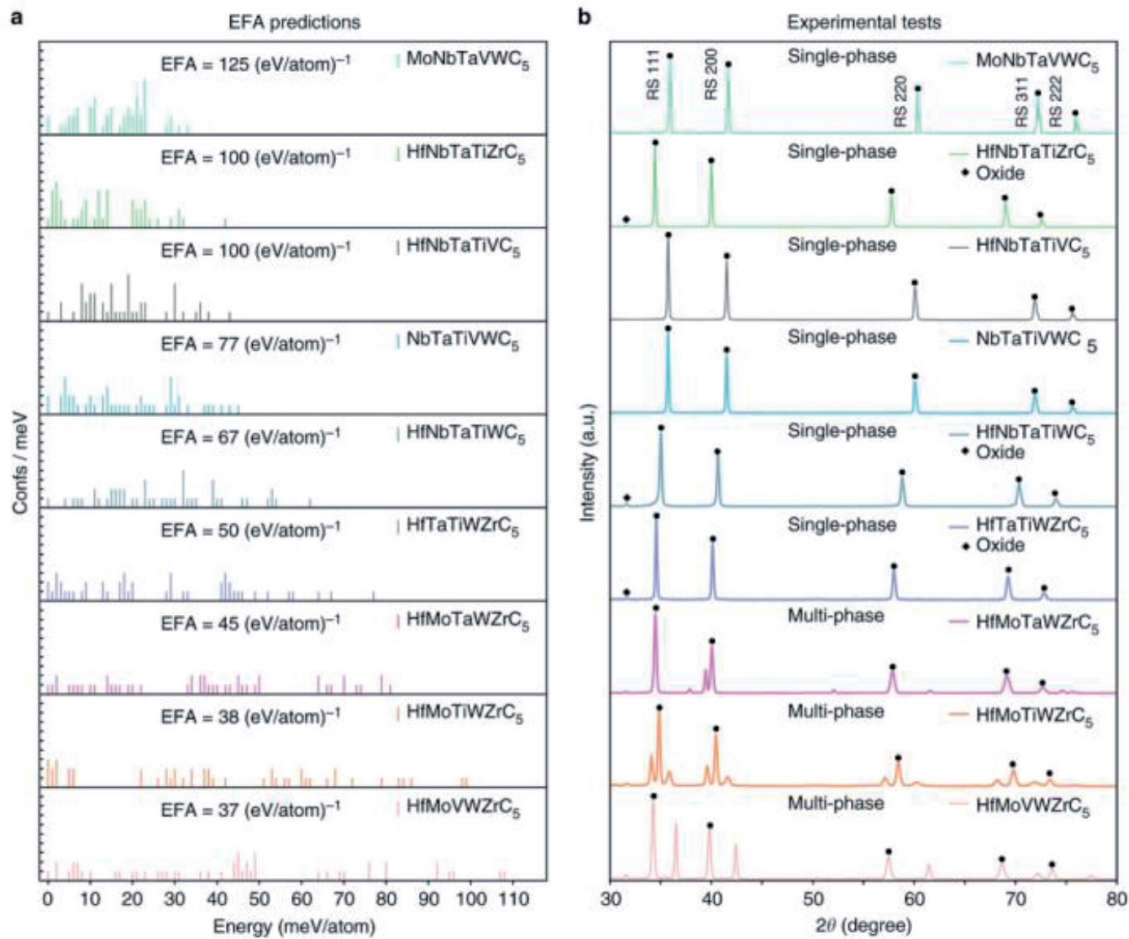 a
EFA predictions
EFA = 125 (eV/atom)⁻¹
MoNbTaVWC₅
EFA = 100 (eV/atom)⁻¹
HfNbTaTiZrC₅
EFA = 100 (eV/atom)⁻¹
HfNbTaTiVC₅
EFA = 77 (eV/atom)⁻¹
NbTaTiVWC₅
EFA = 67 (eV/atom)⁻¹
HfNbTaTiWC₅
EFA = 50 (eV/atom)⁻¹
HfTaTiWZrC₅
EFA = 45 (eV/atom)⁻¹
HfMoTaWZrC₅
EFA = 38 (eV/atom)⁻¹
HfMoTiWZrC₅
EFA = 37 (eV/atom)⁻¹
HfMoVWZrC₅
Confs / meV
0 10 20 30 40 50 60 70 80 90 100 110
Energy (meV/atom)
b
Experimental tests
RS 111
RS 200
RS 220
RS 311
RS 222
Single-phase
MoNbTaVWC₅
Single-phase
HfNbTaTiZrC₅
Oxide
Single-phase
HfNbTaTiVC₅
Single-phase
NbTaTiVWC ₅
Single-phase
HfNbTaTiWC₅
Oxide
Single-phase
HfTaTiWZrC₅
Oxide
Multi-phase
HfMoTaWZrC₅
Multi-phase
HfMoTiWZrC₅
Multi-phase
HfMoVWZrC₅
Intensity (a.u.)
30 40 50 60 70 80
2θ (degree)